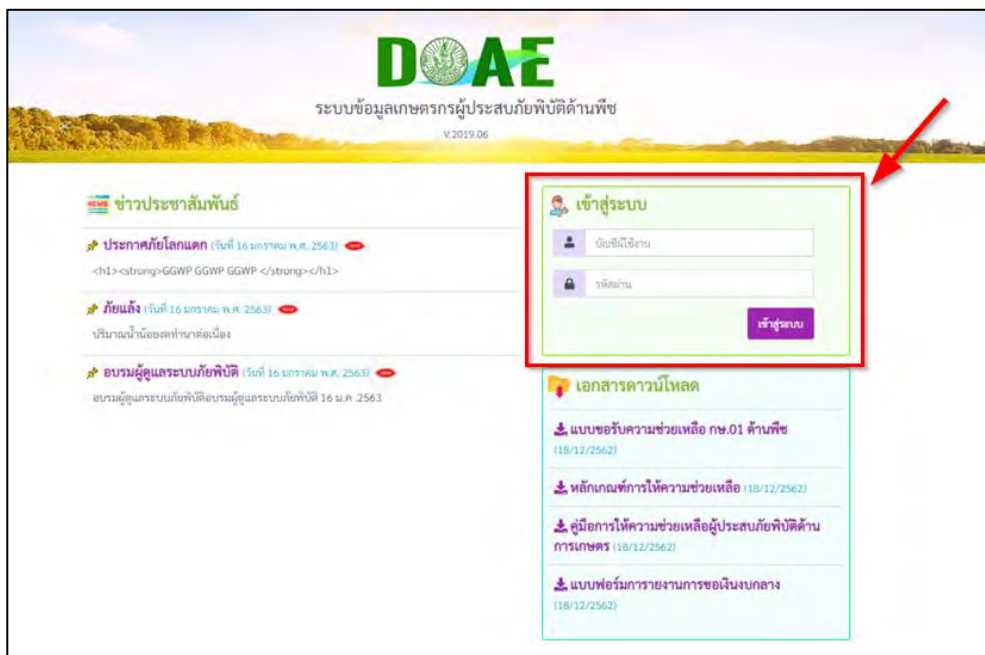 DOAE
ระบบข้อมูลเกษตรกรผู้ประสบภัยพิบัติด้านพืช
V.2019.06
NEWS ข่าวประชาสัมพันธ์
ประกาศภัยโลกแตก (วันที่ 16 มกราคม พ.ศ. 2563)
<h1><strong>GGWP GGWP GGWP </strong></h1>
ภัยแล้ง (วันที่ 16 มกราคม พ.ศ. 2563)
ปริมาณน้ำน้อยงดทำนาต่อเนื่อง
อบรมผู้ดูแลระบบภัยพิบัติ (วันที่ 16 มกราคม พ.ศ. 2563)
อบรมผู้ดูแลระบบภัยพิบัติอบรมผู้ดูแลระบบภัยพิบัติ 16 ม.ค .2563
เข้าสู่ระบบ
บัญชีผู้ใช้งาน
รหัสผ่าน
เข้าสู่ระบบ
เอกสารดาวน์โหลด
แบบขอรับความช่วยเหลือ กษ.01 ด้านพืช
(18/12/2562)
หลักเกณฑ์การให้ความช่วยเหลือ (18/12/2562)
คู่มือการให้ความช่วยเหลือผู้ประสบภัยพิบัติด้าน
การเกษตร (18/12/2562)
แบบฟอร์มการายงานการขอเงินงบกลาง
(18/12/2562)